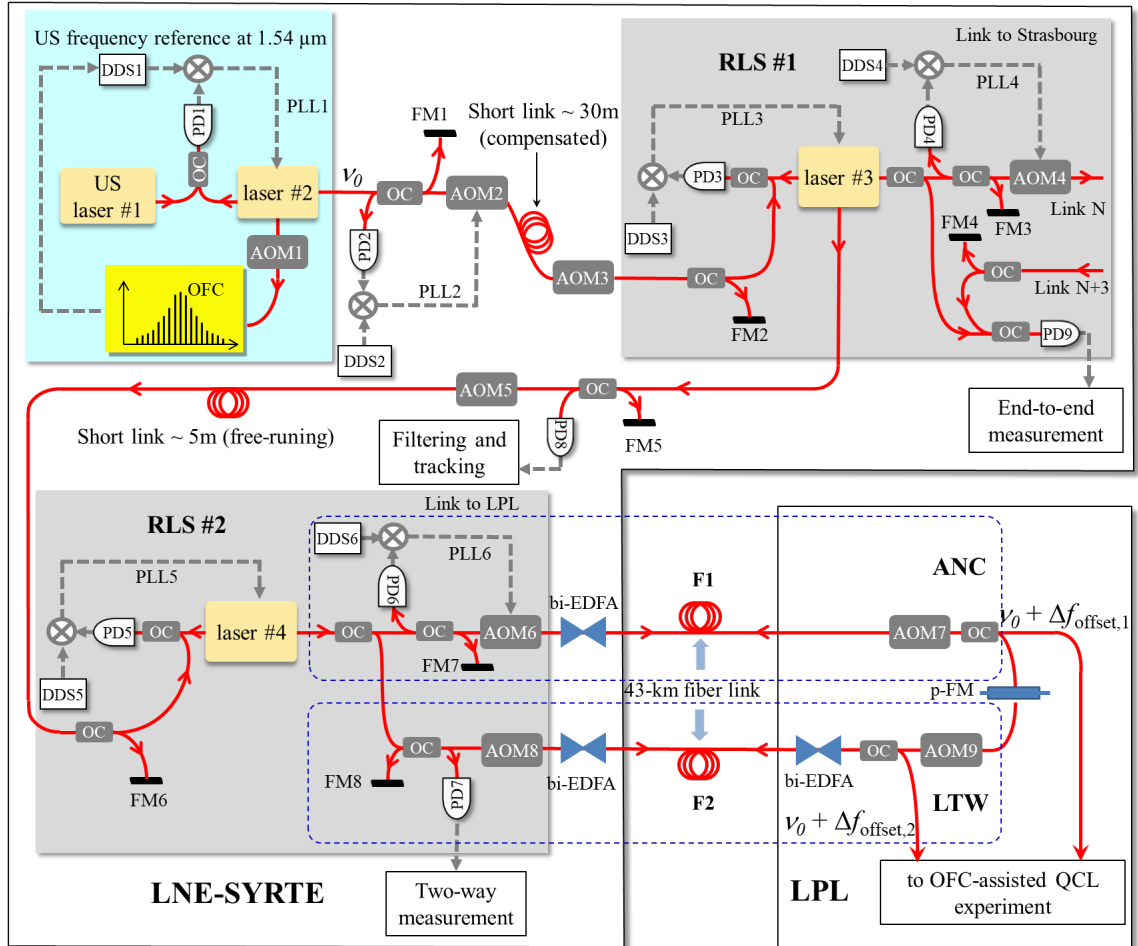 US frequency reference at 1.54 µm
DDS1
PLL1
PD1
OC
US
laser #1
laser #2
AOM1
OFC
ν0
FM1
OC
AOM2
PD2
PLL2
DDS2
Short link ~ 30m
(compensated)
AOM3
Link to Strasbourg
RLS #1
DDS4
PLL4
PLL3
PD4
PD3
OC
laser #3
OC
OC
AOM4
DDS3
FM3
Link N
FM4
OC
OC
Link N+3
FM2
OC
PD9
End-to-end
measurement
AOM5
OC
Short link ~ 5m (free-runing)
PD8
FM5
Filtering and
tracking
Link to LPL
RLS #2
DDS6
PLL6
PLL5
PD6
PD5
OC
laser #4
OC
OC
AOM6
bi-EDFA
F1
ANC
AOM7
OC
ν0 + Δfoffset,1
DDS5
FM7
43-km fiber link
p-FM
OC
FM6
OC
AOM8
FM8
PD7
bi-EDFA
F2
bi-EDFA
OC
AOM9
LTW
ν0 + Δfoffset,2
Two-way
measurement
LNE-SYRTE
LPL
to OFC-assisted QCL
experiment